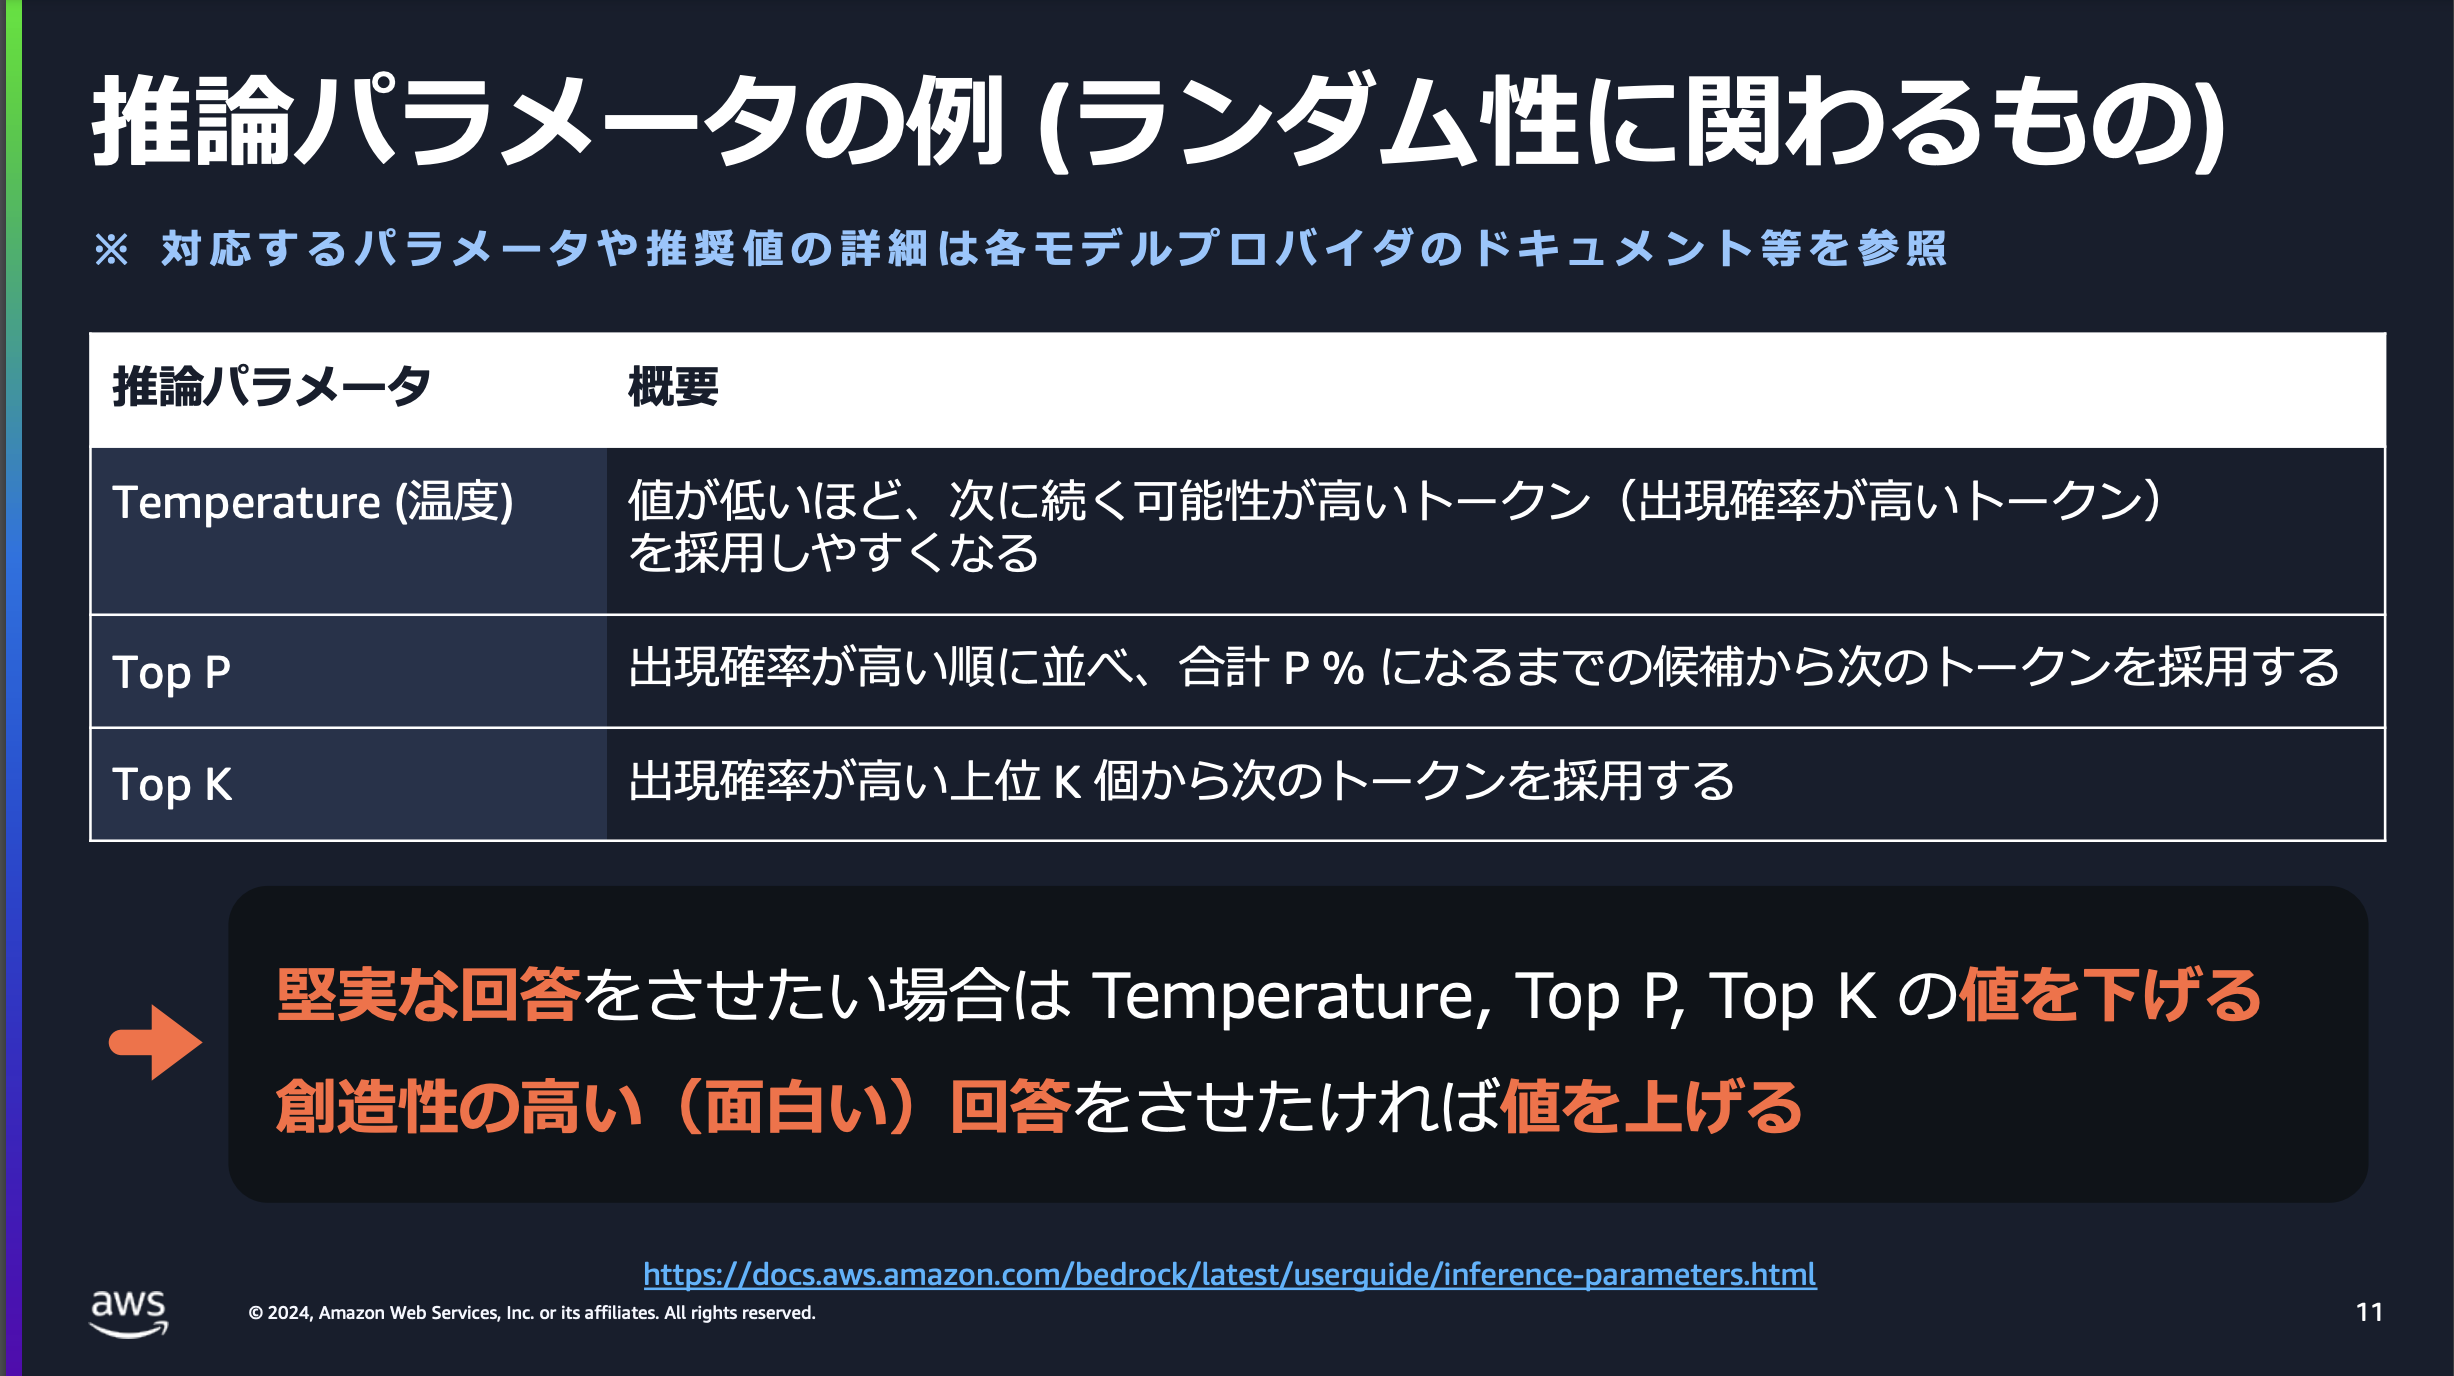 推論パラメータの例 (ランダム性に関わるもの)
※ 対応するパラメータや推奨値の詳細は各モデルプロバイダのドキュメント等を参照
推論パラメータ 概要
Temperature (温度) 値が低いほど、次に続く可能性が高いトークン（出現確率が高いトークン）
を採用しやすくなる
Top P 出現確率が高い順に並べ、合計 P % になるまでの候補から次のトークンを採用する
Top K 出現確率が高い上位 K 個から次のトークンを採用する
堅実な回答をさせたい場合は Temperature, Top P, Top K の値を下げる
創造性の高い（面白い）回答をさせたければ値を上げる
https://docs.aws.amazon.com/bedrock/latest/userguide/inference-parameters.html
aws
© 2024, Amazon Web Services, Inc. or its affiliates. All rights reserved.
11